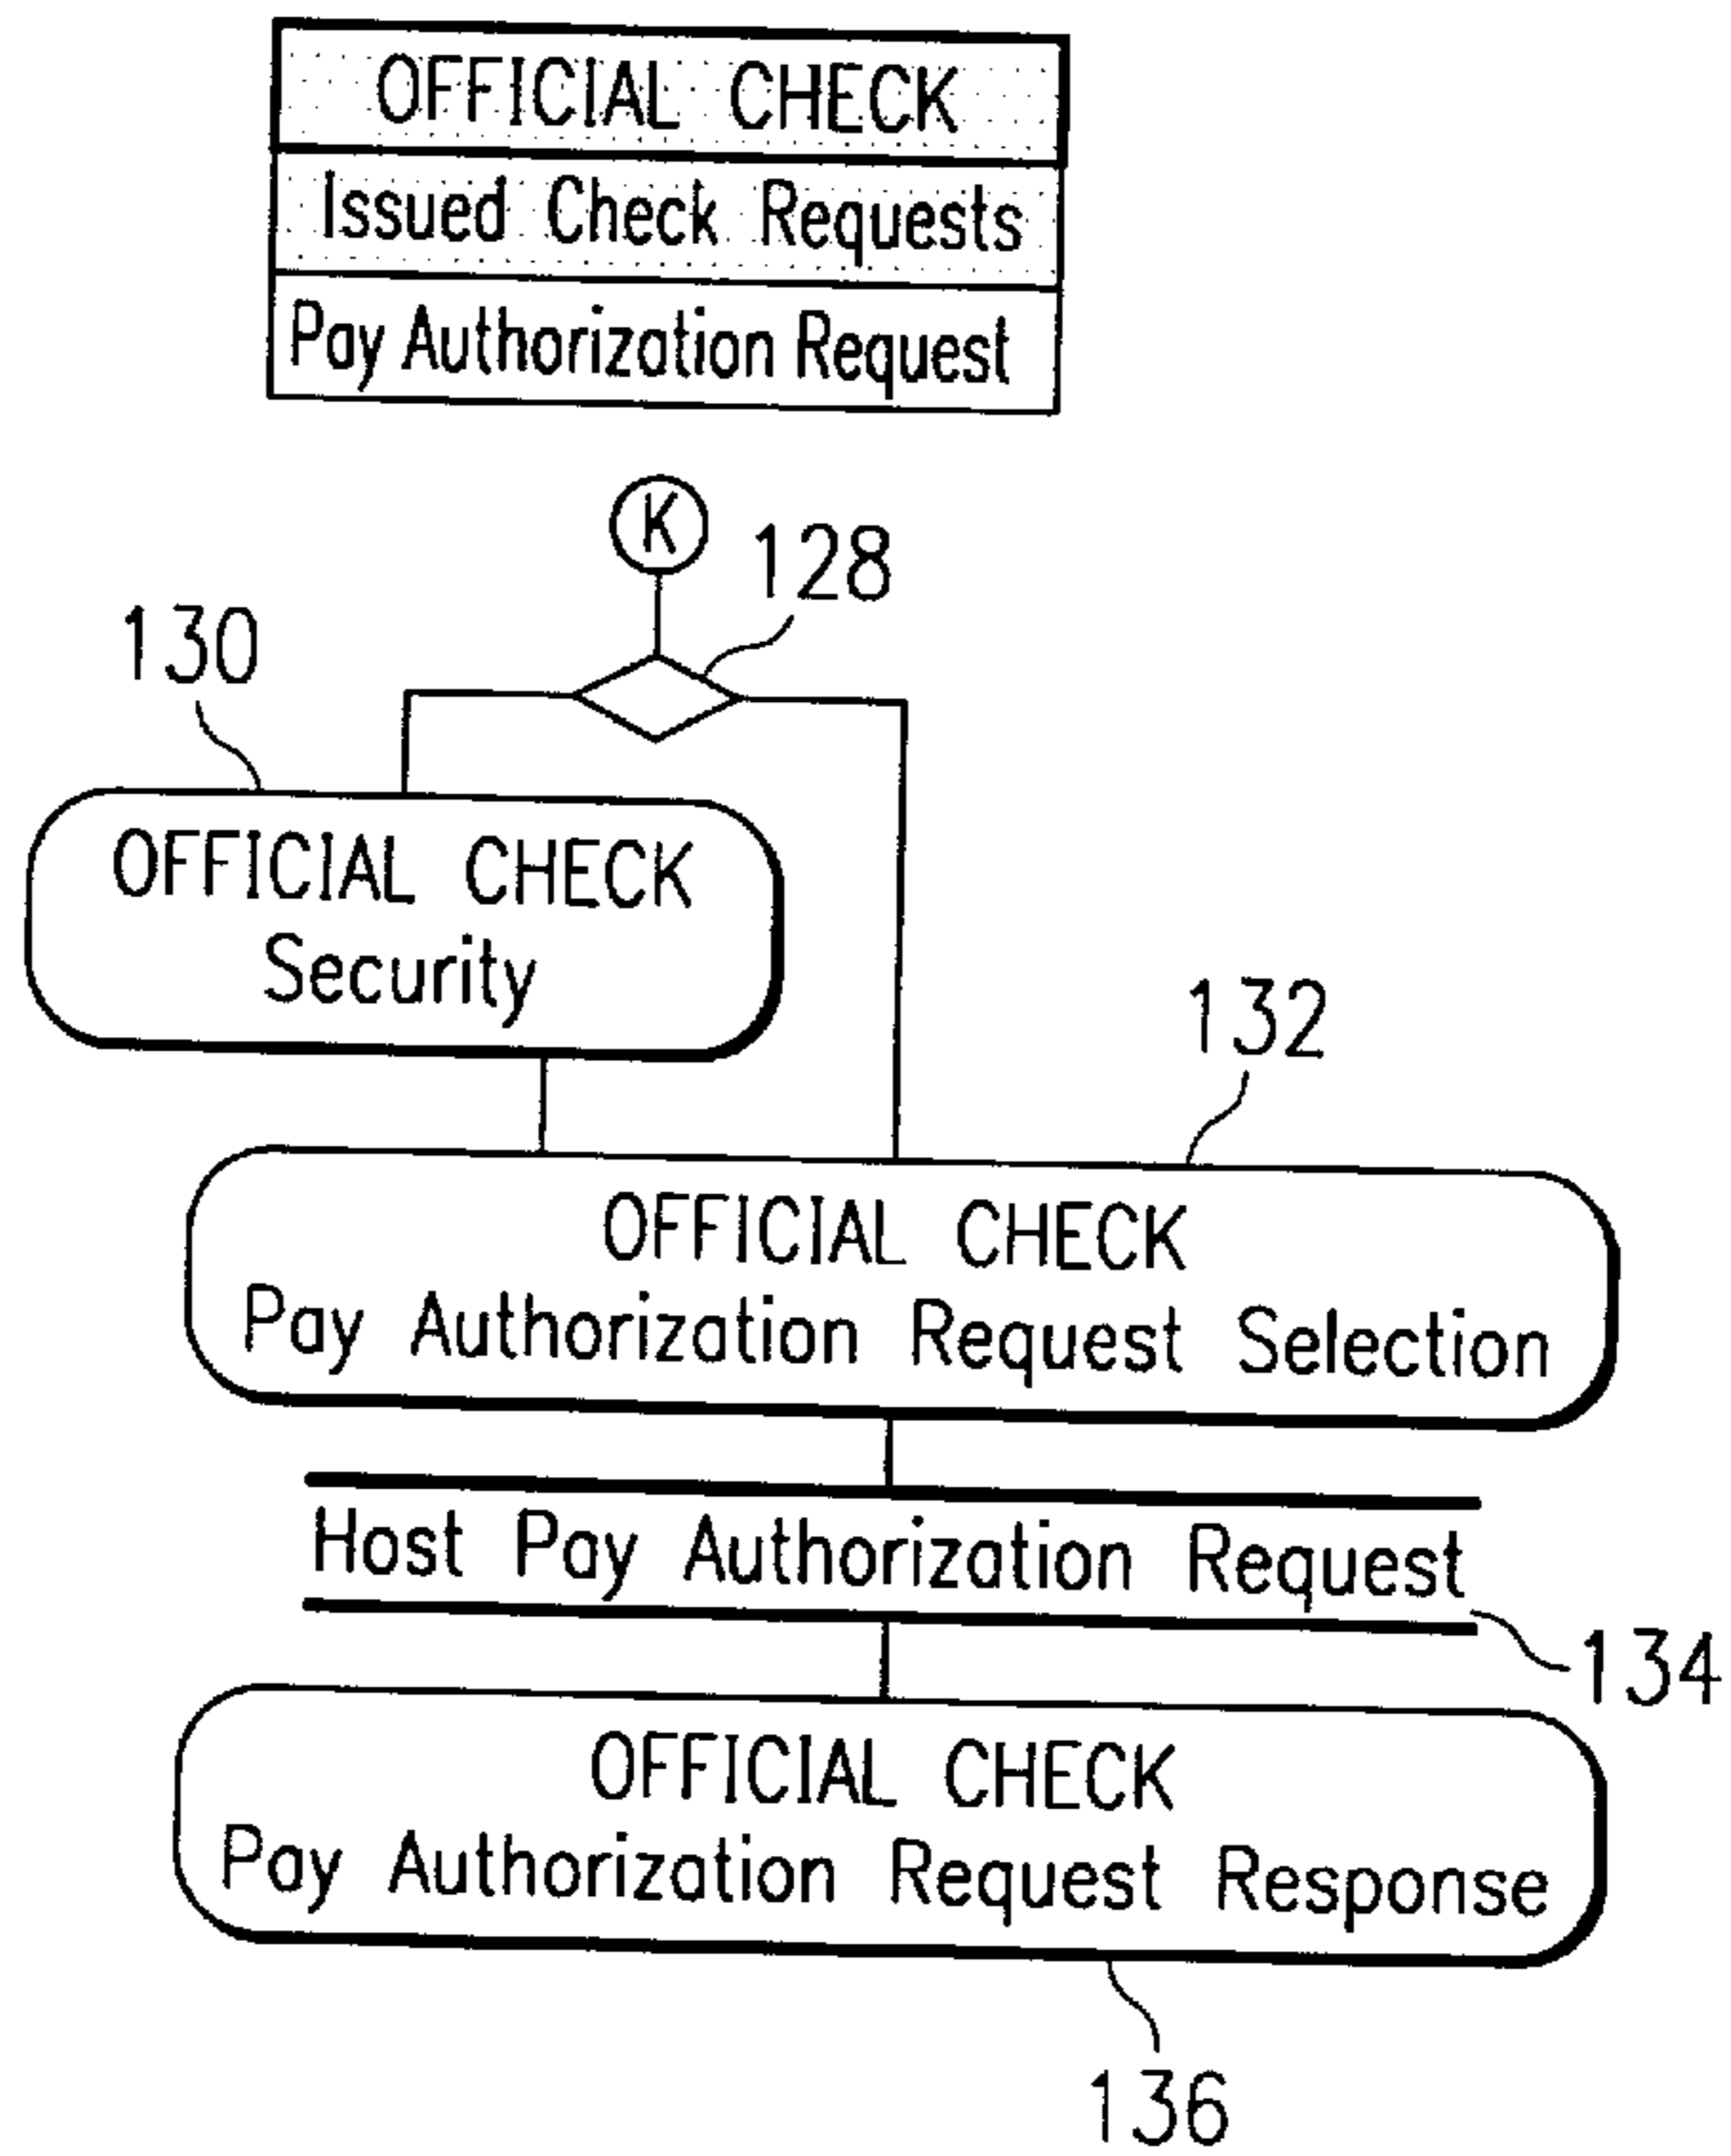 OFFICIAL CHECK
Issued Check Requests
Pay Authorization Request
K
128
130
OFFICIAL CHECK
Security
132
OFFICIAL CHECK
Pay Authorization Request Selection
Host Pay Authorization Request
134
OFFICIAL CHECK
Pay Authorization Request Response
136